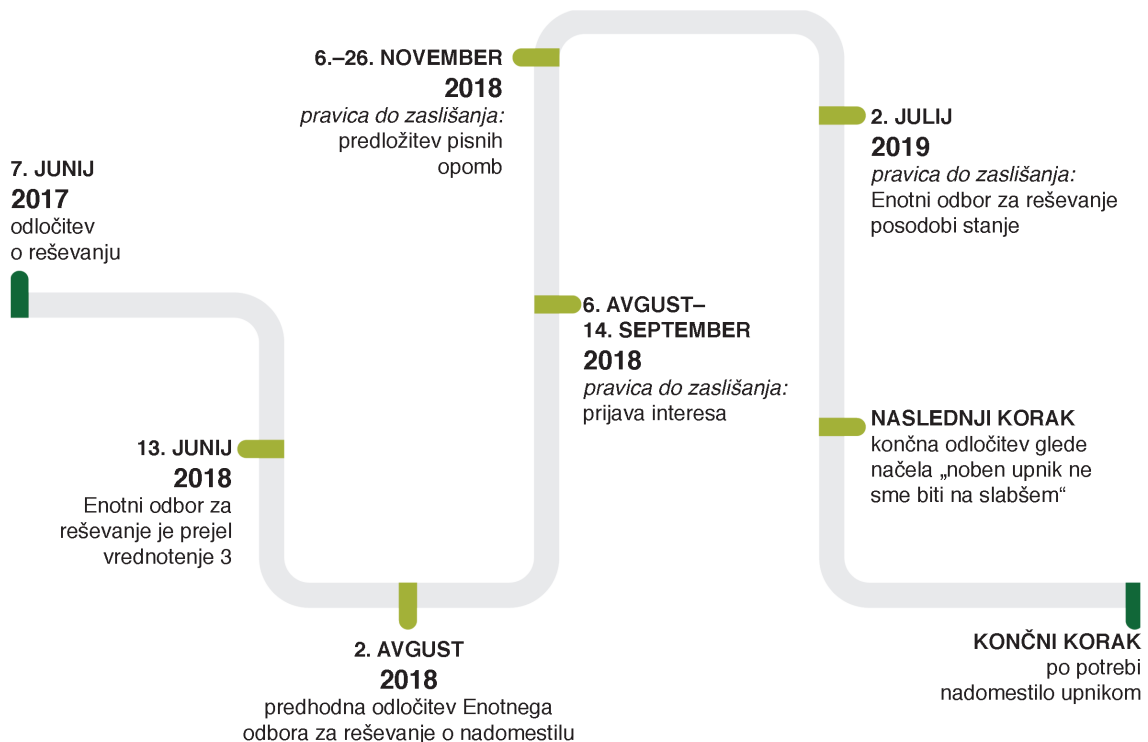 7. JUNIJ
2017
odločitev
o reševanju
13. JUNIJ
2018
Enotni odbor za
reševanje je prejel
vrednotenje 3
2. AVGUST
2018
predhodna odločitev Enotnega
odbora za reševanje o nadomestilu
6. AVGUST–
14. SEPTEMBER
2018
pravica do zaslišanja:
prijava interesa
6.–26. NOVEMBER
2018
pravica do zaslišanja:
predložitev pisnih
opomb
2. JULIJ
2019
pravica do zaslišanja:
Enotni odbor za reševanje
posodobi stanje
NASLEDNJI KORAK
končna odločitev glede
načela „noben upnik ne
sme biti na slabšem“
KONČNI KORAK
po potrebi
nadomestilo upnikom